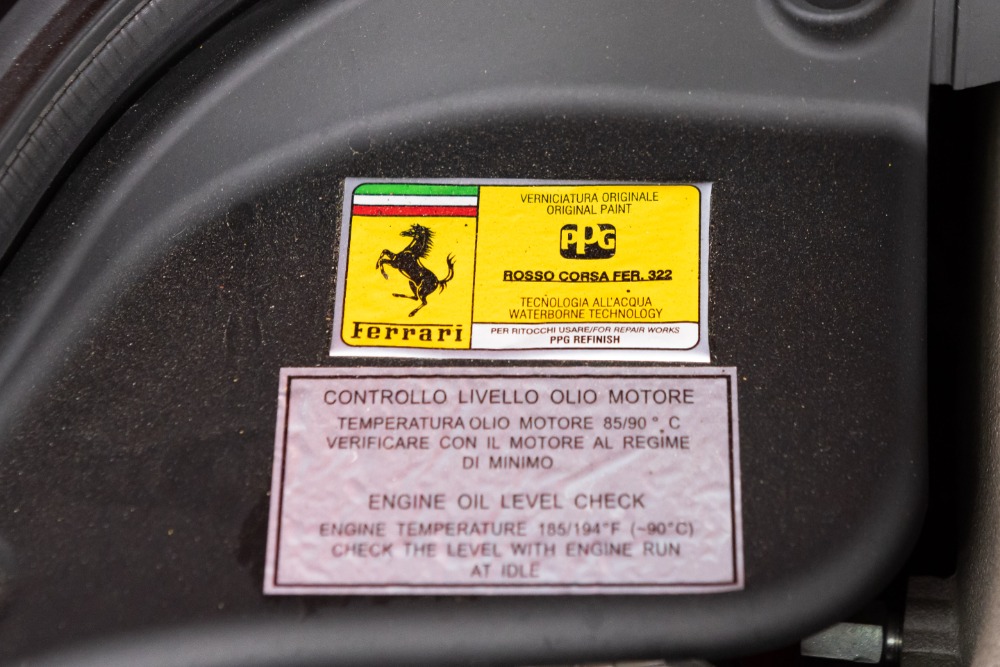 VERNICIATURA ORIGINALE
ORIGINAL PAINT
PPG
ROSSO CORSA FER. 322
TECNOLOGIA ALL'ACQUA
WATERBORNE TECHNOLOGY
Ferrari
PER RITOCCHI USARE/FOR REPAIR WORKS
PPG REFINISH
CONTROLLO LIVELLO OLIO MOTORE
TEMPERATURA OLIO MOTORE 85/90 °C
VERIFICARE CON IL MOTORE AL REGIME
DI MINIMO
ENGINE OIL LEVEL CHECK
ENGINE TEMPERATURE 185/194°F (~90°C)
CHECK THE LEVEL WITH ENGINE RUN
AT IDLE